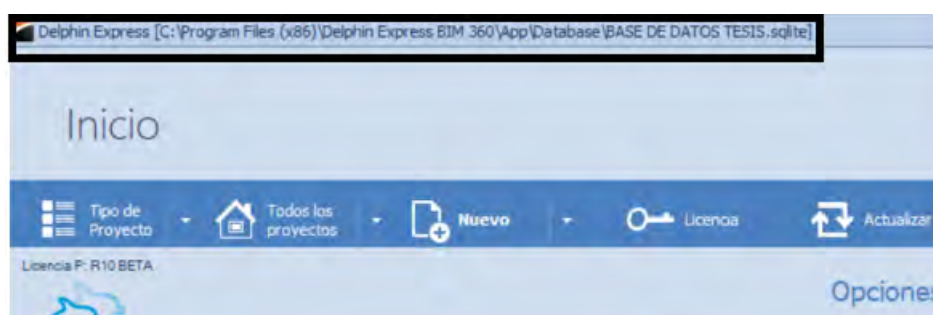 Delphin Express [C:\Program Files (x86)\Delphin Express BIM 360\App\Database\BASE DE DATOS TESIS.sqlite]
Inicio
Tipo de
Proyecto
Todos los
proyectos
Nuevo
Licencia
Actualizar
Licencia P: R10 BETA
Opciones